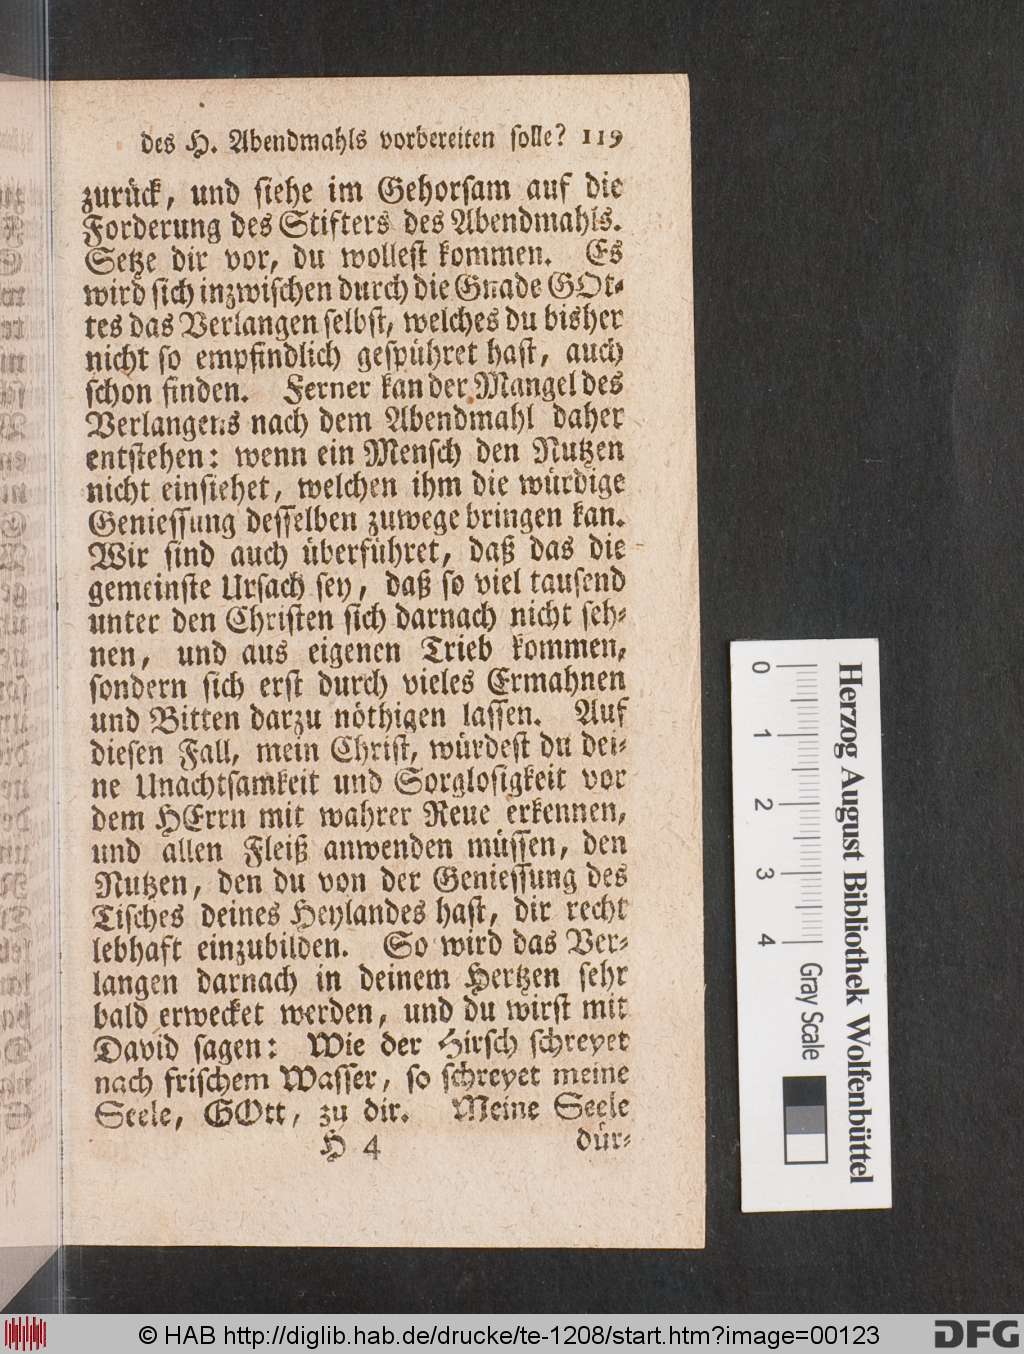 des H. Abendmahls vorbereiten solle? 119
zurück, und siehe im Gehorsam auf die
Forderung des Stifters des Abendmahls.
Setze dir vor, du wollest kommen. Es
wird sich inzwischen durch die Gnade GOt-
tes das Verlangen selbst, welches du bisher
nicht so empfindlich gespühret hast, auch
schon finden. Ferner kan der Mangel des
Verlangens nach dem Abendmahl daher
entstehen: wenn ein Mensch den Nutzen
nicht einsiehet, welchen ihm die würdige
Geniessung desselben zuwege bringen kan.
Wir sind auch überführet, daß das die
gemeinste Ursach sey, daß so viel tausend
unter den Christen sich darnach nicht seh-
nen, und aus eigenen Trieb kommen,
sondern sich erst durch vieles Ermahnen
und Bitten darzu nöthigen lassen. Auf
diesen Fall, mein Christ, würdest du dei-
ne Unachtsamkeit und Sorglosigkeit vor
dem HErrn mit wahrer Reue erkennen,
und allen Fleiß anwenden müssen, den
Nutzen, den du von der Geniessung des
Tisches deines Heylandes hast, dir recht
lebhaft einzubilden. So wird das Ver-
langen darnach in deinem Hertzen sehr
bald erwecket werden, und du wirst mit
David sagen: Wie der Hirsch schreyet
nach frischem Wasser, so schreyet meine
Seele, GOtt, zu dir. Meine Seele
H 4 dür-
0 1 2 3 4 Gray Scale
Herzog August Bibliothek Wolfenbüttel
© HAB http://diglib.hab.de/drucke/te-1208/start.htm?image=00123
DFG